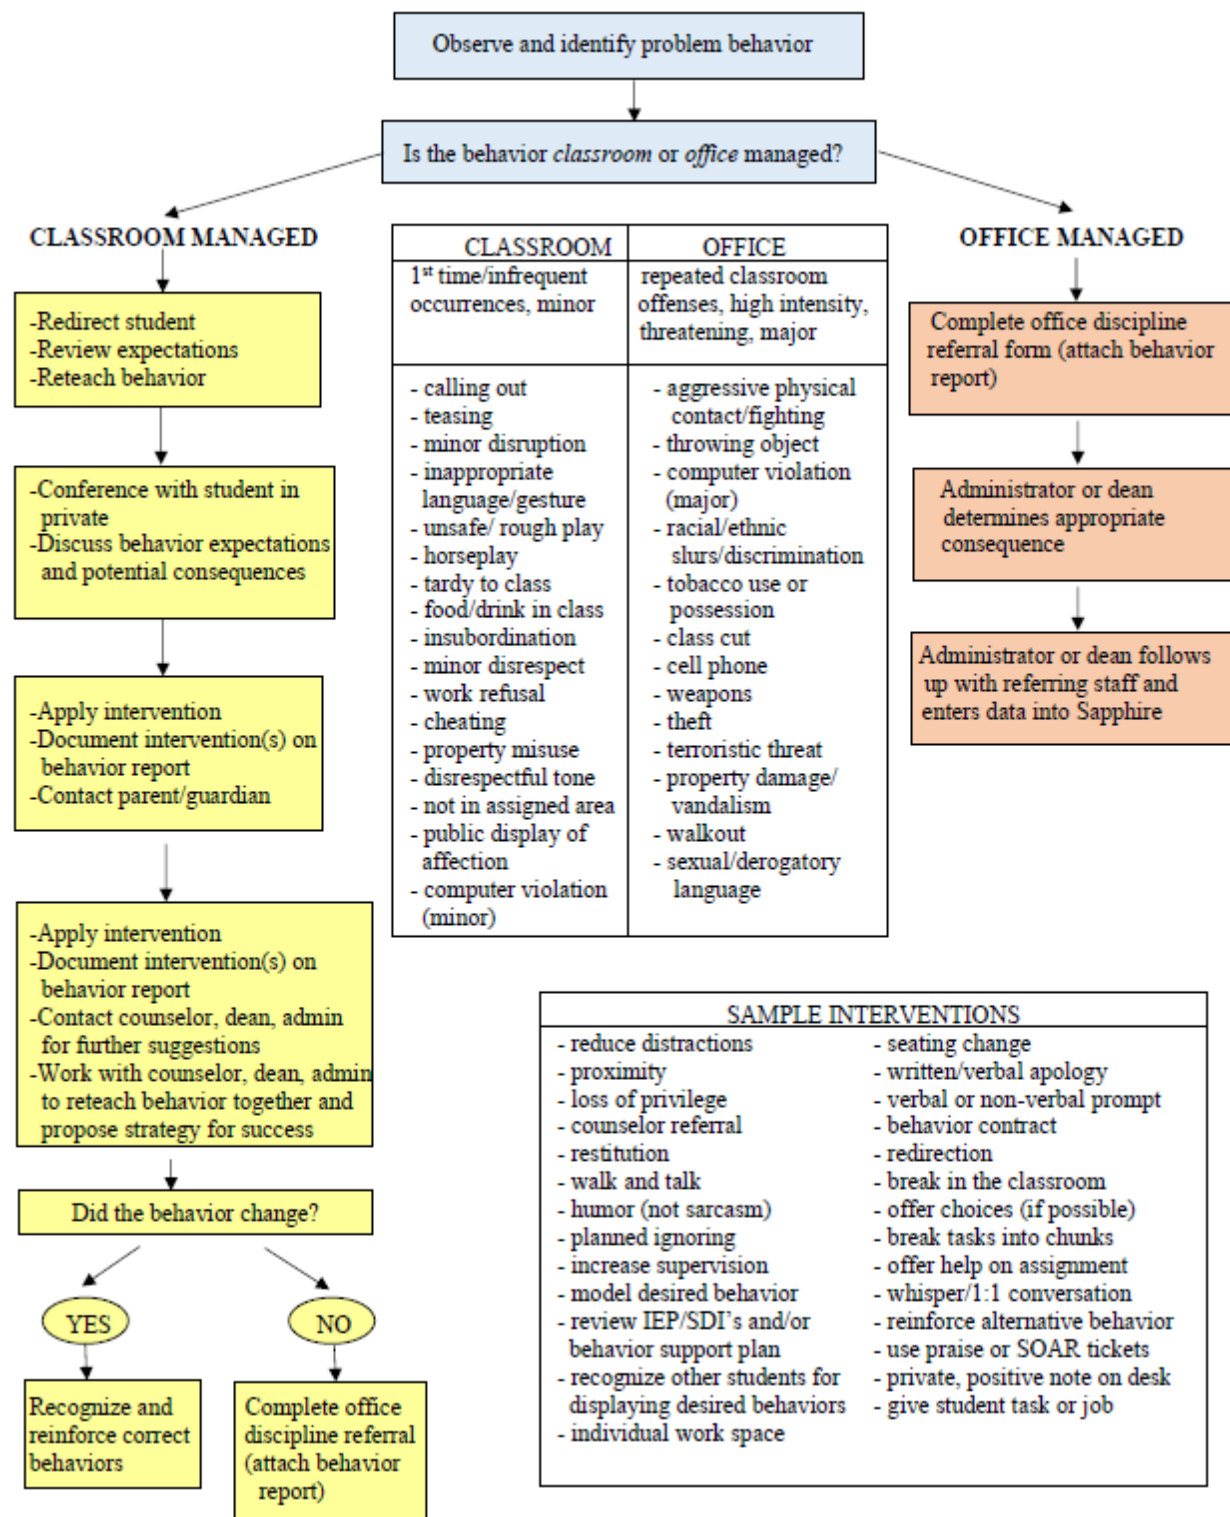 Observe and identify problem behavior
Is the behavior classroom or office managed?
CLASSROOM MANAGED
-Redirect student
-Review expectations
-Reteach behavior
-Conference with student in
private
-Discuss behavior expectations
and potential consequences
-Apply intervention
-Document intervention(s) on
behavior report
-Contact parent/guardian
-Apply intervention
-Document intervention(s) on
behavior report
-Contact counselor, dean, admin
for further suggestions
-Work with counselor, dean, admin
to reteach behavior together and
propose strategy for success
Did the behavior change?
YES
NO
Recognize and
reinforce correct
behaviors
Complete office
discipline referral
(attach behavior
report)
CLASSROOM
1st time/infrequent
occurrences, minor
- calling out
- teasing
- minor disruption
- inappropriate
language/gesture
- unsafe/ rough play
- horseplay
- tardy to class
- food/drink in class
- insubordination
- minor disrespect
- work refusal
- cheating
- property misuse
- disrespectful tone
- not in assigned area
- public display of
affection
- computer violation
(minor)
OFFICE
repeated classroom
offenses, high intensity,
threatening, major
- aggressive physical
contact/fighting
- throwing object
- computer violation
(major)
- racial/ethnic
slurs/discrimination
- tobacco use or
possession
- class cut
- cell phone
- weapons
- theft
- terroristic threat
- property damage/
vandalism
- walkout
- sexual/derogatory
language
OFFICE MANAGED
Complete office discipline
referral form (attach behavior
report)
Administrator or dean
determines appropriate
consequence
Administrator or dean follows
up with referring staff and
enters data into Sapphire
SAMPLE INTERVENTIONS
- reduce distractions
- proximity
- loss of privilege
- counselor referral
- restitution
- walk and talk
- humor (not sarcasm)
- planned ignoring
- increase supervision
- model desired behavior
- review IEP/SDI's and/or
behavior support plan
- recognize other students for
displaying desired behaviors
- individual work space
- seating change
- written/verbal apology
- verbal or non-verbal prompt
- behavior contract
- redirection
- break in the classroom
- offer choices (if possible)
- break tasks into chunks
- offer help on assignment
- whisper/1:1 conversation
- reinforce alternative behavior
- use praise or SOAR tickets
- private, positive note on desk
- give student task or job